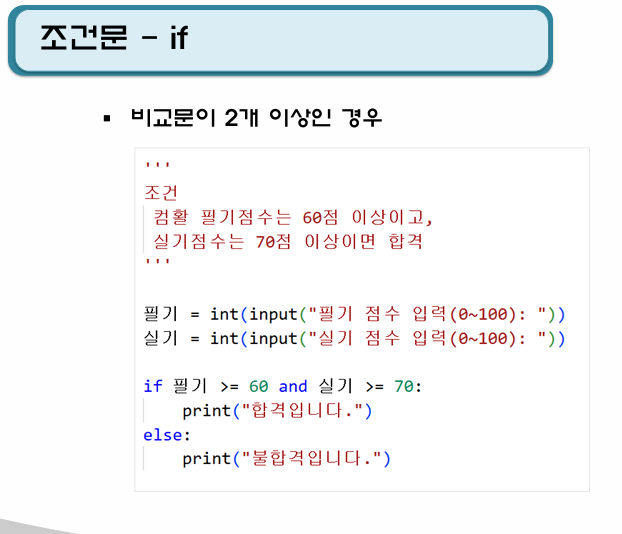 조건문 - if
▪ 비교문이 2개 이상인 경우
'''
조건
컴활 필기점수는 60점 이상이고,
실기점수는 70점 이상이면 합격
'''
필기 = int(input("필기 점수 입력(0~100): "))
실기 = int(input("실기 점수 입력(0~100): "))
if 필기 >= 60 and 실기 >= 70:
    print("합격입니다.")
else:
    print("불합격입니다.")